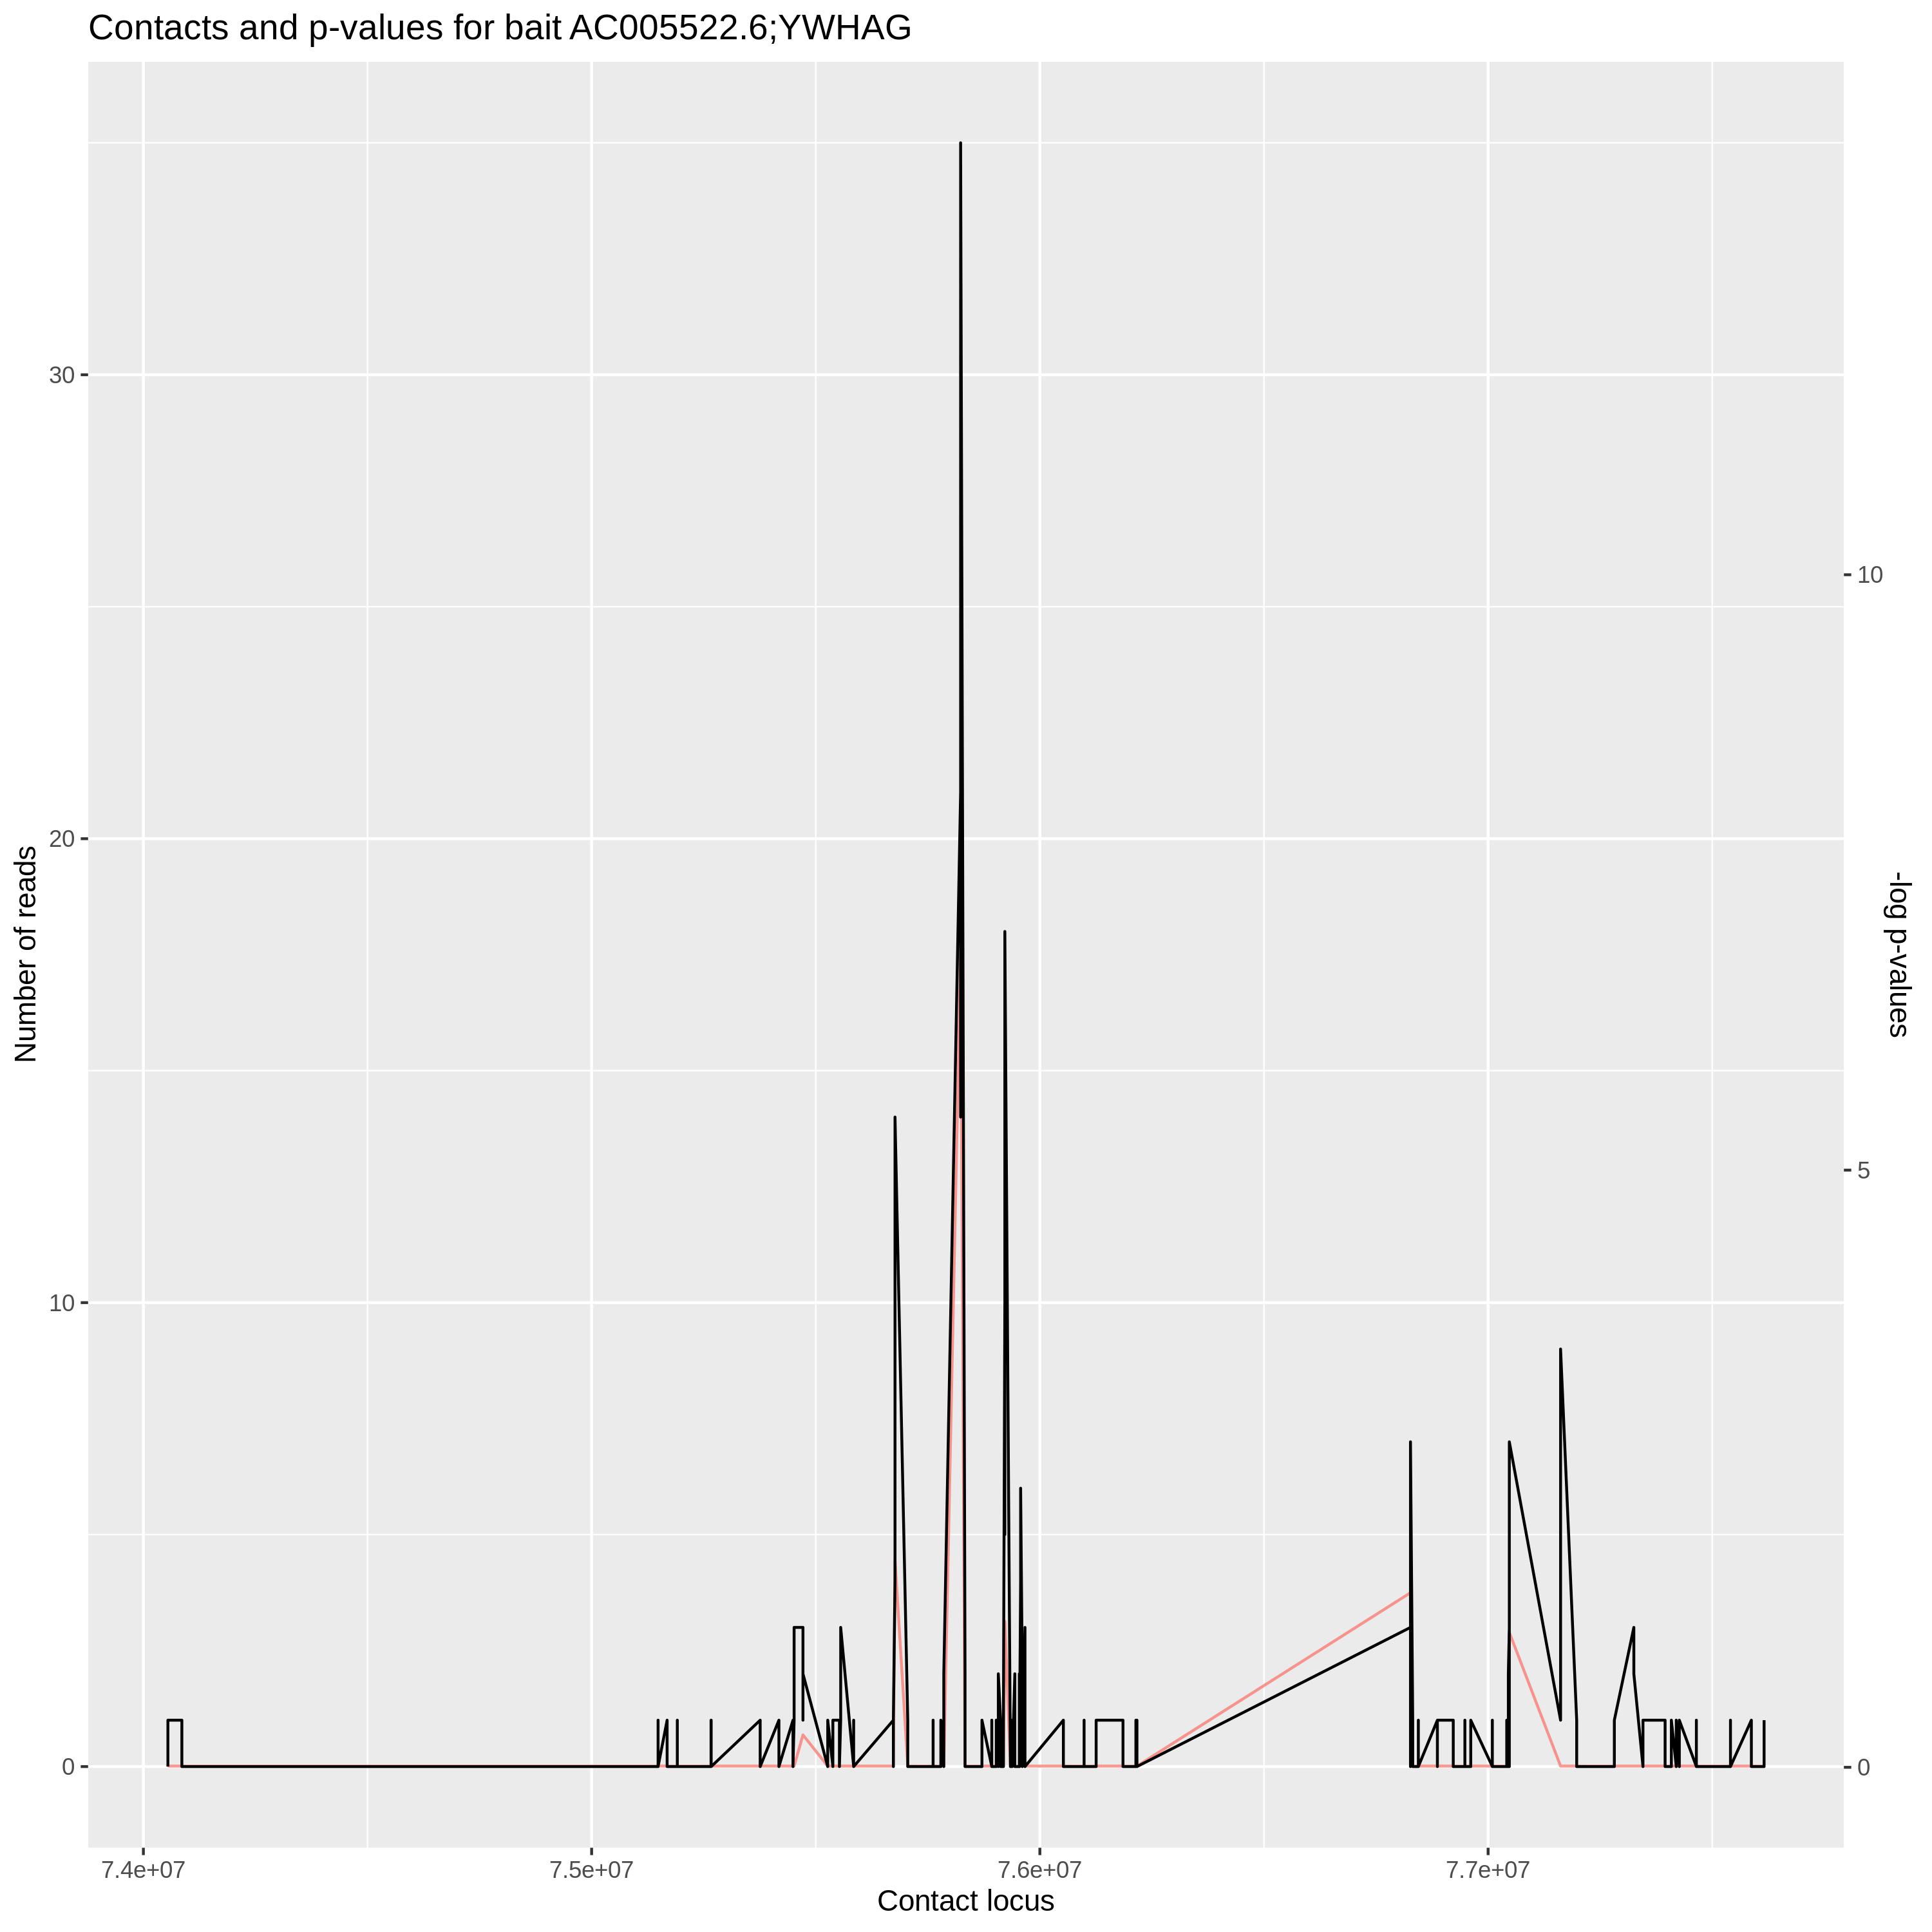 Contacts and p-values for bait AC005522.6;YWHAG
30
20
10
0
Number of reads
10
5
0
-log p-values
7.4e+07
7.5e+07
7.6e+07
7.7e+07
Contact locus